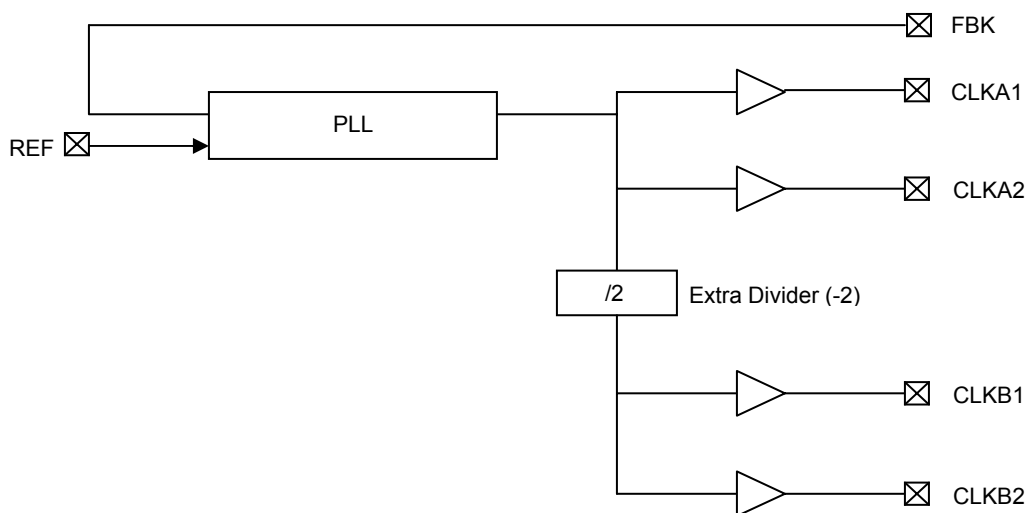 FBK
CLKA1
PLL
REF
CLKA2
/2
Extra Divider (-2)
CLKB1
CLKB2